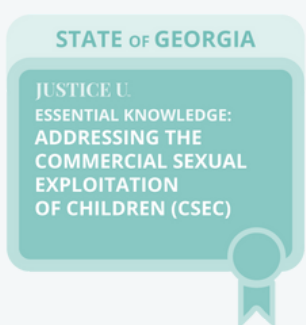 STATE OF GEORGIA
JUSTICE U.
ESSENTIAL KNOWLEDGE:
ADDRESSING THE
COMMERCIAL SEXUAL
EXPLOITATION
OF CHILDREN (CSEC)